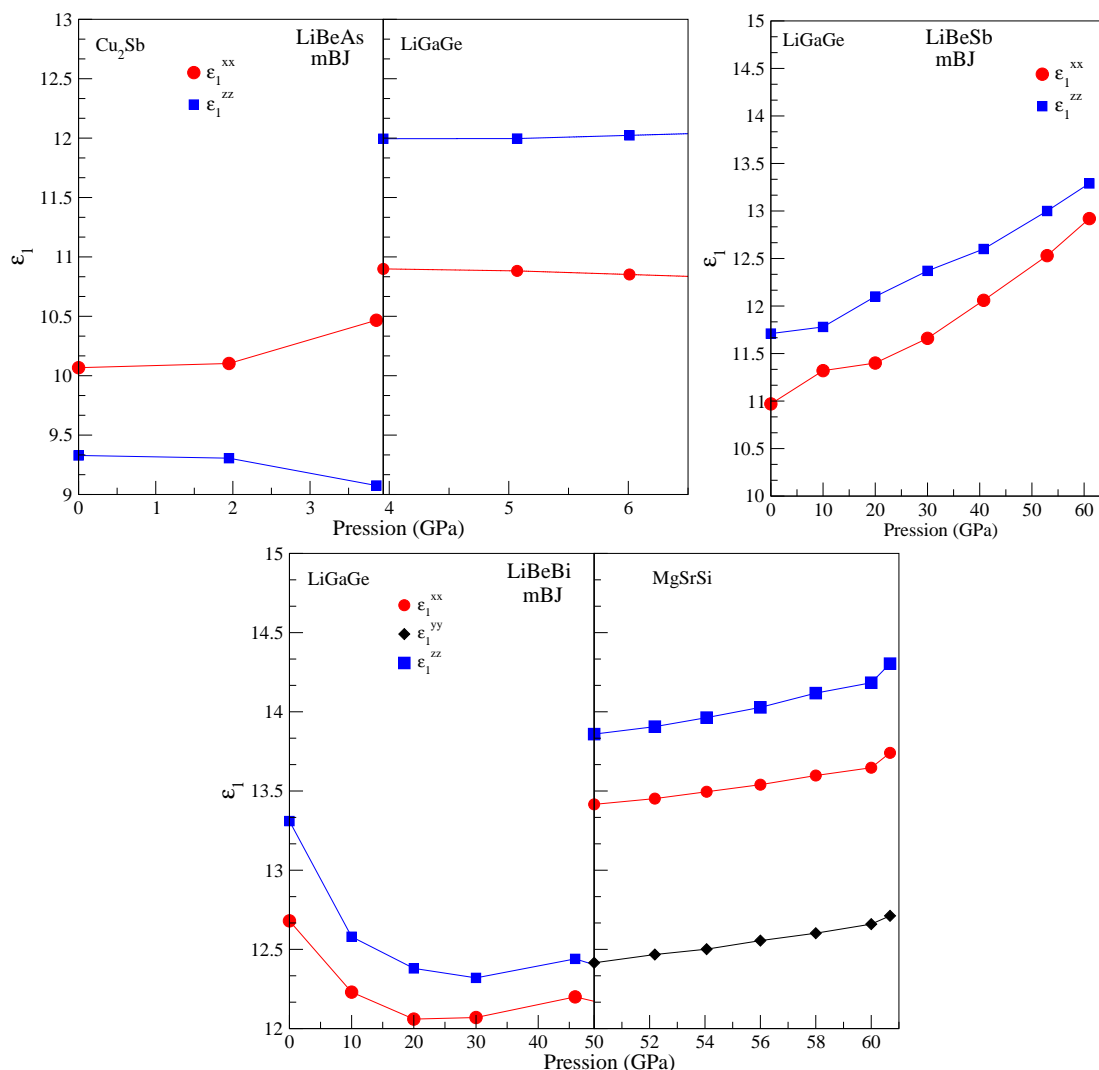 Cu₂Sb
LiBeAs
mBJ
ε₁ˣˣ
ε₁ᶻᶻ
LiGaGe
13
12.5
12
11.5
11
10.5
10
9.5
9
ε₁
0 1 2 3 4 5 6
Pression (GPa)
LiGaGe
LiBeSb
mBJ
ε₁ˣˣ
ε₁ᶻᶻ
15
14.5
14
13.5
13
12.5
12
11.5
11
10.5
10
ε₁
0 10 20 30 40 50 60
Pression (GPa)
LiGaGe
LiBeBi
mBJ
ε₁ˣˣ
ε₁ʸʸ
ε₁ᶻᶻ
MgSrSi
15
14.5
14
13.5
13
12.5
12
ε₁
0 10 20 30 40 50 52 54 56 58 60
Pression (GPa)